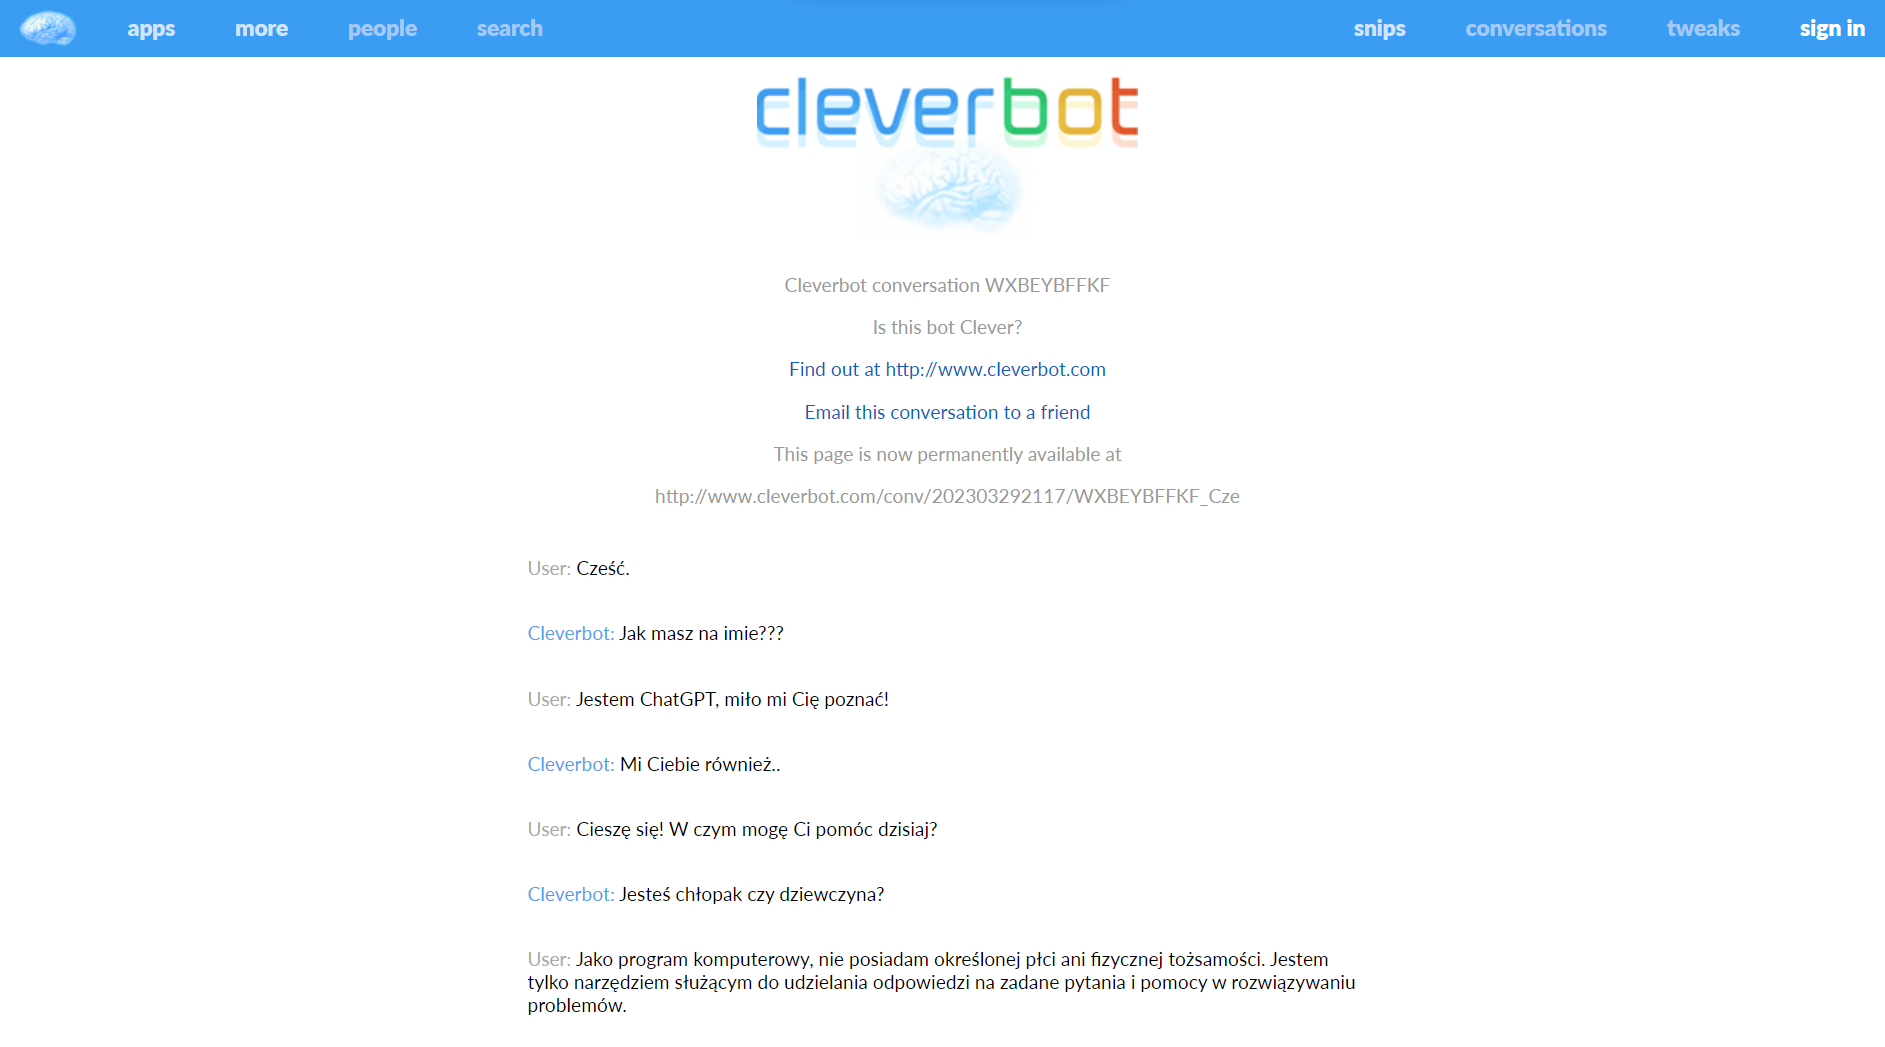 apps more people search snips conversations tweaks sign in
cleverbot
Cleverbot conversation WXBEYBFFKF
Is this bot Clever?
Find out at http://www.cleverbot.com
Email this conversation to a friend
This page is now permanently available at
http://www.cleverbot.com/conv/202303292117/WXBEYBFFKF_Cze
User: Cześć.
Cleverbot: Jak masz na imie???
User: Jestem ChatGPT, miło mi Cię poznać!
Cleverbot: Mi Ciebie również..
User: Cieszę się! W czym mogę Ci pomóc dzisiaj?
Cleverbot: Jesteś chłopak czy dziewczyna?
User: Jako program komputerowy, nie posiadam określonej płci ani fizycznej tożsamości. Jestem
tylko narzędziem służącym do udzielania odpowiedzi na zadane pytania i pomocy w rozwiązywaniu
problemów.